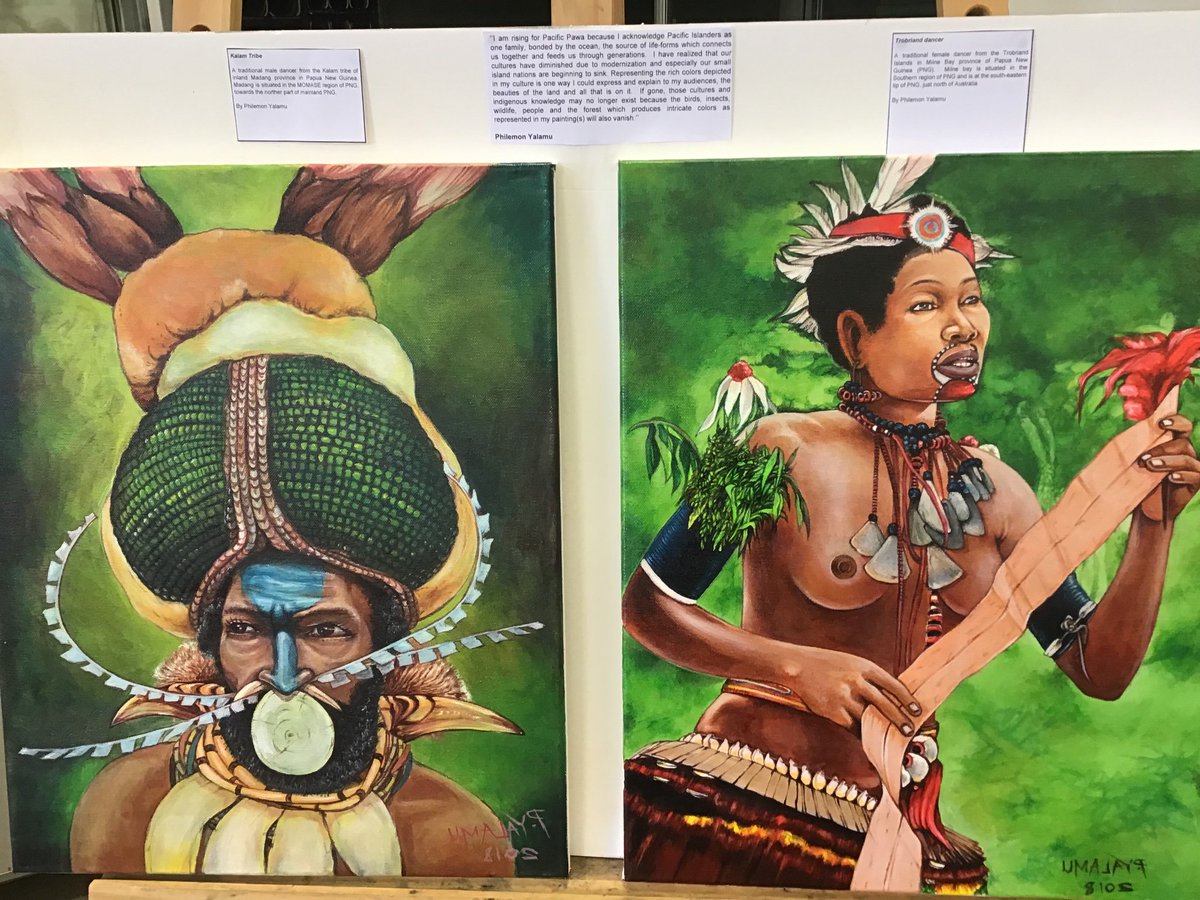 Kalam Tribe
A traditional male dancer from the Kalam tribe of
inland Madang province in Papua New Guinea.
Madang is situated in the MOMASE region of PNG,
towards the norther part of mainland PNG.
By Philemon Yalamu
"I am rising for Pacific Pawa because I acknowledge Pacific Islanders as
one family, bonded by the ocean, the source of life-forms which connects
us together and feeds us through generations. I have realized that our
cultures have diminished due to modernization and especially our small
island nations are beginning to sink. Representing the rich colors depicted
in my culture is one way I could express and explain to my audiences, the
beauties of the land and all that is on it. If gone, those cultures and
indigenous knowledge may no longer exist because the birds, insects,
wildlife, people and the forest which produces intricate colors as
represented in my painting(s) will also vanish."
Philemon Yalamu
Trobriand dancer
A traditional female dancer from the Trobriand
Islands in Milne Bay province of Papua New
Guinea (PNG). Milne bay is situated in the
Southern region of PNG and is at the south-eastern
tip of PNG, just north of Australia
By Philemon Yalamu
P.YALAMU
2018
P.YALAMU
2018